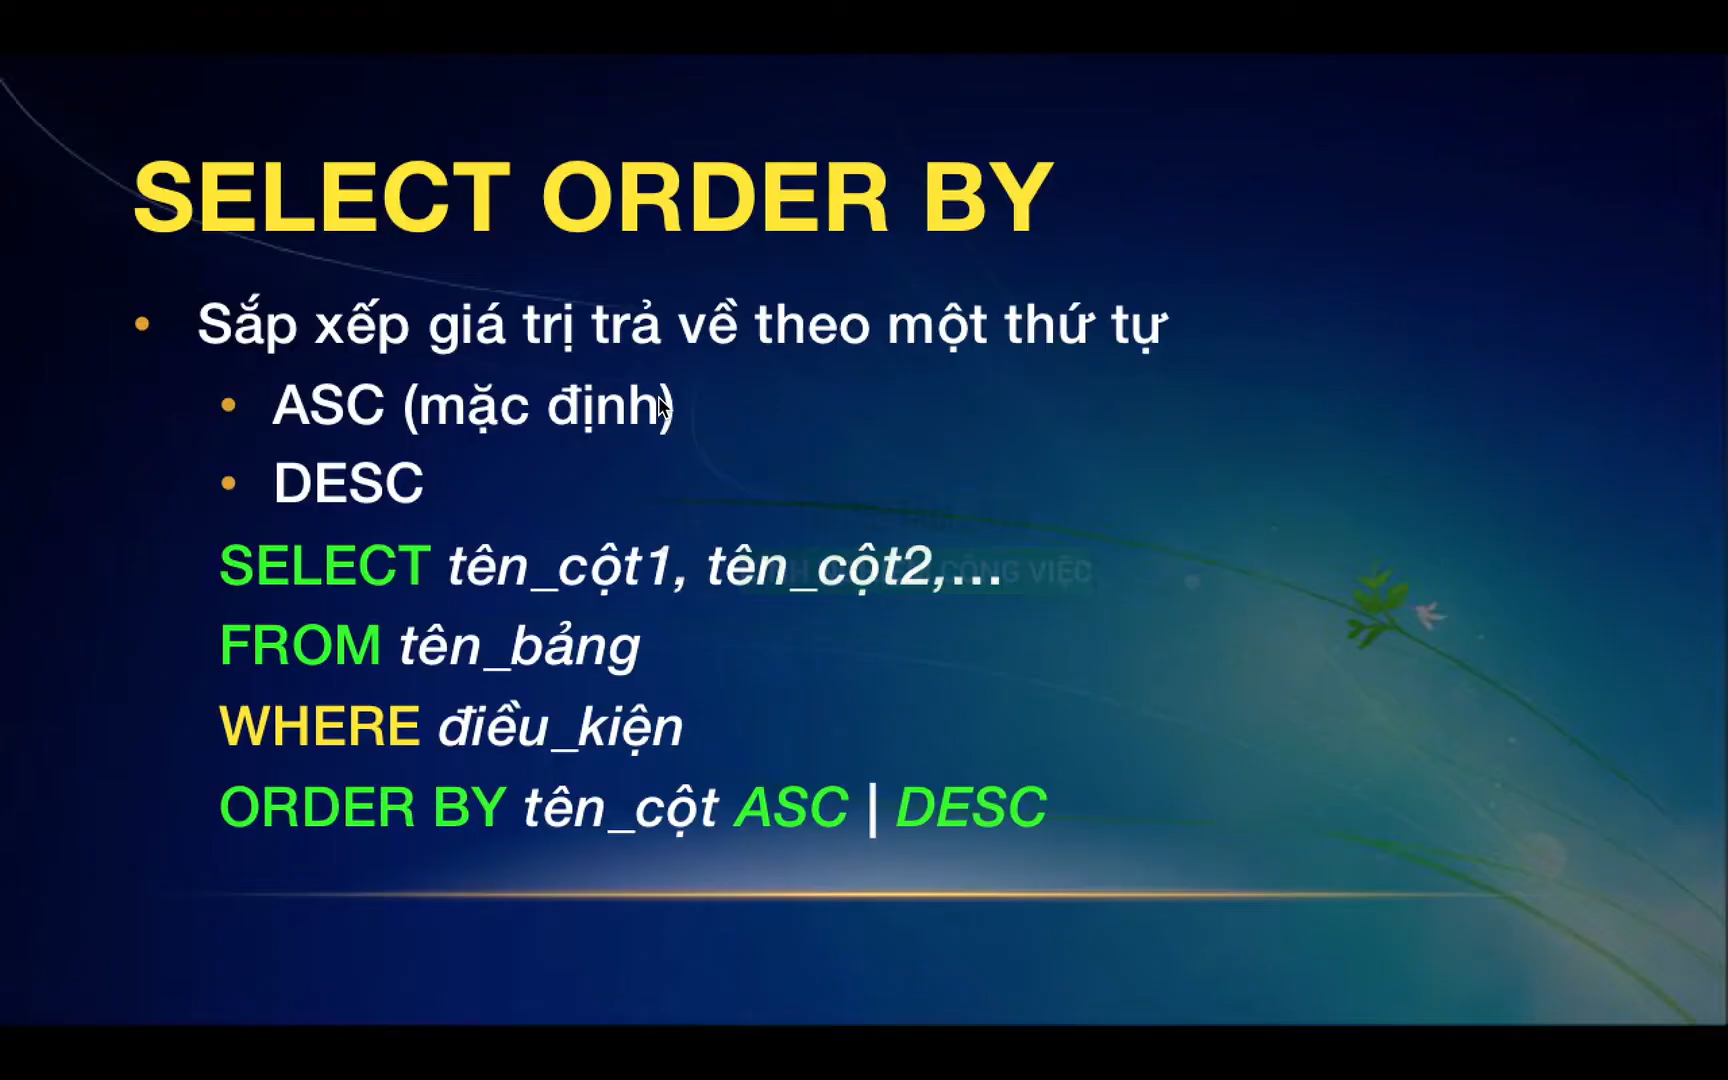 SELECT ORDER BY
• Sắp xếp giá trị trả về theo một thứ tự
• ASC (mặc định)
• DESC
SELECT tên_cột1, tên_cột2,...
FROM tên_bảng
WHERE điều_kiện
ORDER BY tên_cột ASC | DESC